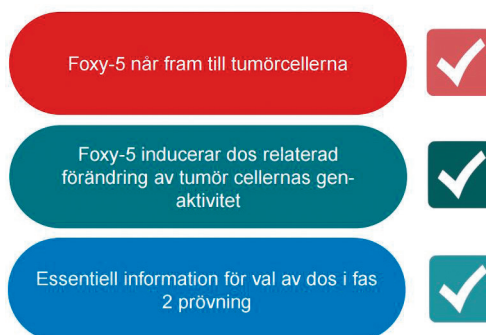 Foxy-5 når fram till tumörcellerna
Foxy-5 inducerar dos relaterad
förändring av tumör cellernas gen-
aktivitet
Essentiell information för val av dos i fas
2 prövning